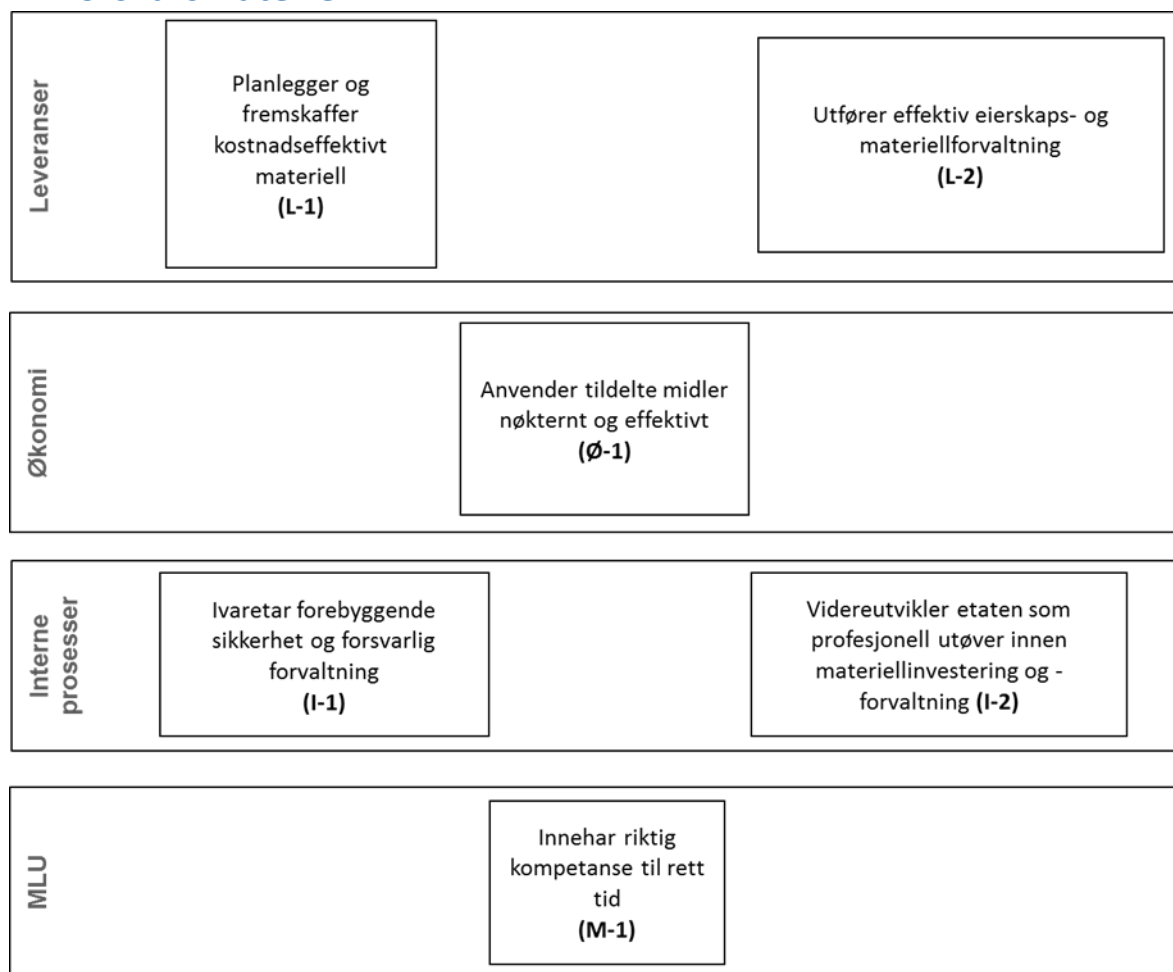 Leveranser
Planlegger og
fremskaffer
kostnadseffektivt
materiell
(L-1)
Utfører effektiv eierskaps- og
materiellforvaltning
(L-2)
Økonomi
Anvender tildelte midler
nøkternt og effektivt
(Ø-1)
Interne
prosesser
Ivaretar forebyggende
sikkerhet og forsvarlig
forvaltning
(I-1)
Videreutvikler etaten som
profesjonell utøver innen
materiellinvestering og -
forvaltning (I-2)
MLU
Innehar riktig
kompetanse til rett
tid
(M-1)